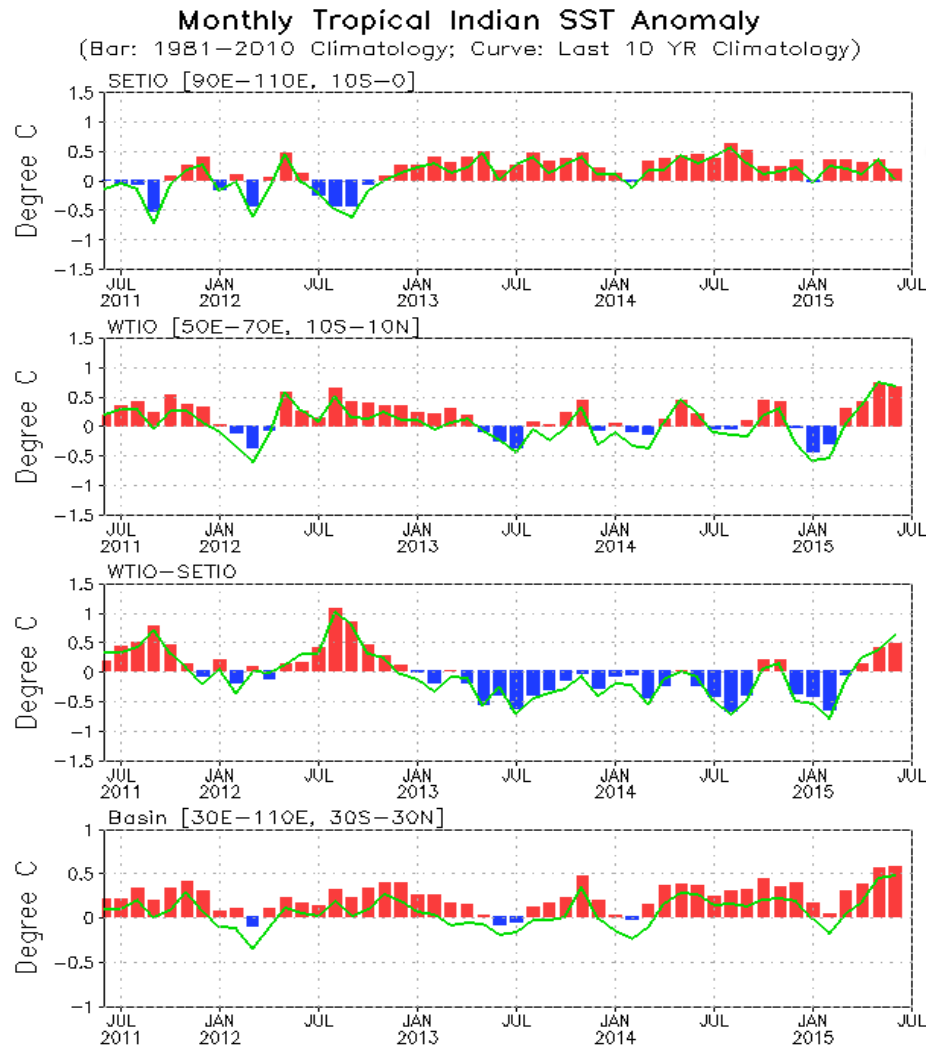 Monthly Tropical Indian SST Anomaly
(Bar: 1981-2010 Climatology; Curve: Last 10 YR Climatology)
SETIO [90E-110E, 10S-0]
Degree C
1.5
1
0.5
0
-0.5
-1
-1.5
JUL JAN JUL JAN JUL JAN JUL JAN JUL
2011 2012 2013 2014 2015
WTIO [50E-70E, 10S-10N]
Degree C
1.5
1
0.5
0
-0.5
-1
-1.5
JUL JAN JUL JAN JUL JAN JUL JAN JUL
2011 2012 2013 2014 2015
WTIO-SETIO
1.5
1
0.5
0
-0.5
-1
-1.5
JUL JAN JUL JAN JUL JAN JUL JAN JUL
2011 2012 2013 2014 2015
Basin [30E-110E, 30S-30N]
Degree C
1
0.5
0
-0.5
-1
JUL JAN JUL JAN JUL JAN JUL JAN JUL
2011 2012 2013 2014 2015